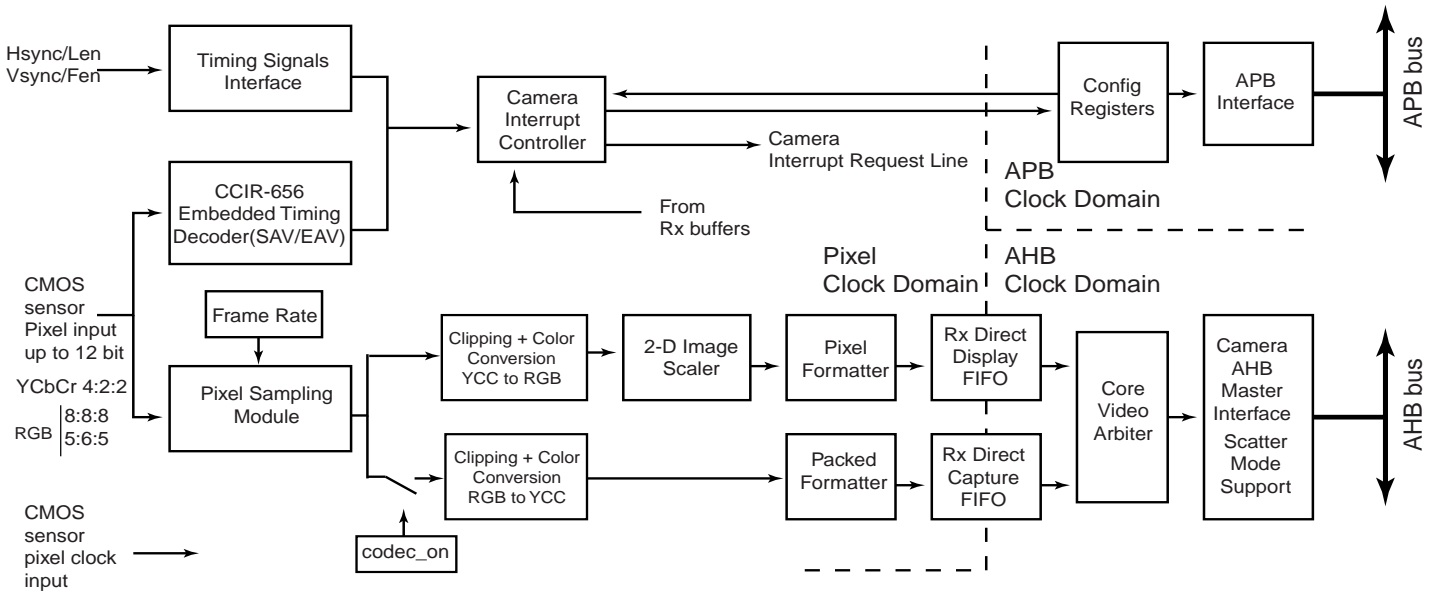 Hsync/Len
Vsync/Fen
Timing Signals
Interface
Camera
Interrupt
Controller
Config
Registers
APB
Interface
APB bus
Camera
Interrupt Request Line
APB
Clock Domain
CCIR-656
Embedded Timing
Decoder(SAV/EAV)
From
Rx buffers
Pixel
Clock Domain
AHB
Clock Domain
CMOS
sensor
Pixel input
up to 12 bit
YCbCr 4:2:2
RGB
8:8:8
5:6:5
Frame Rate
Pixel Sampling
Module
Clipping + Color
Conversion
YCC to RGB
2-D Image
Scaler
Pixel
Formatter
Rx Direct
Display
FIFO
Core
Video
Arbiter
Camera
AHB
Master
Interface
Scatter
Mode
Support
AHB bus
Clipping + Color
Conversion
RGB to YCC
Packed
Formatter
Rx Direct
Capture
FIFO
codec_on
CMOS
sensor
pixel clock
input